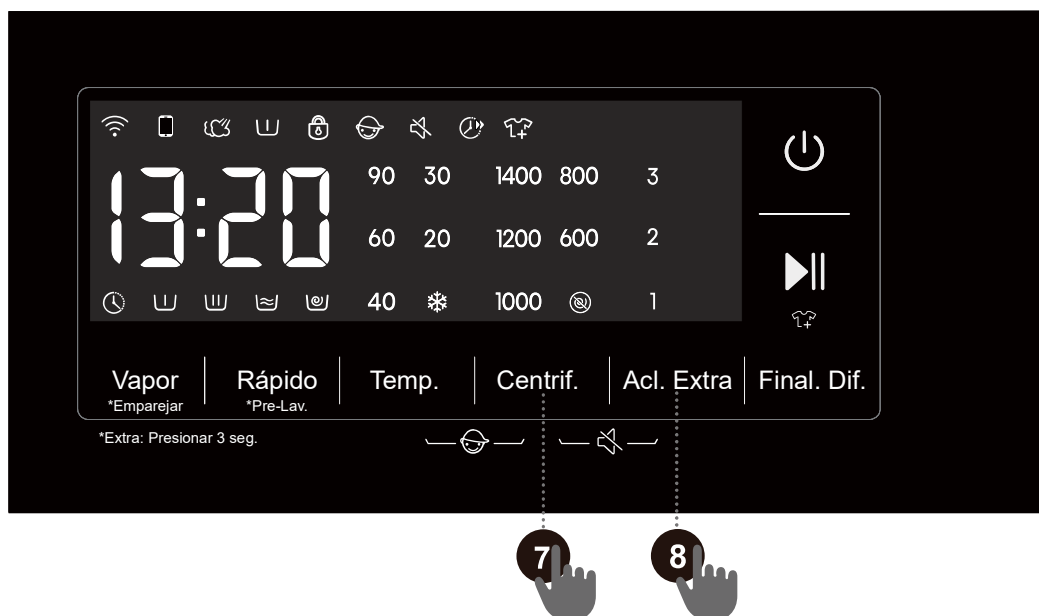 13:20
90 30 1400 800 3
60 20 1200 600 2
40 1000 1
Vapor Rápido Temp. Centrif. Acl. Extra Final. Dif.
*Emparejar *Pre-Lav.
*Extra: Presionar 3 seg.
7 8